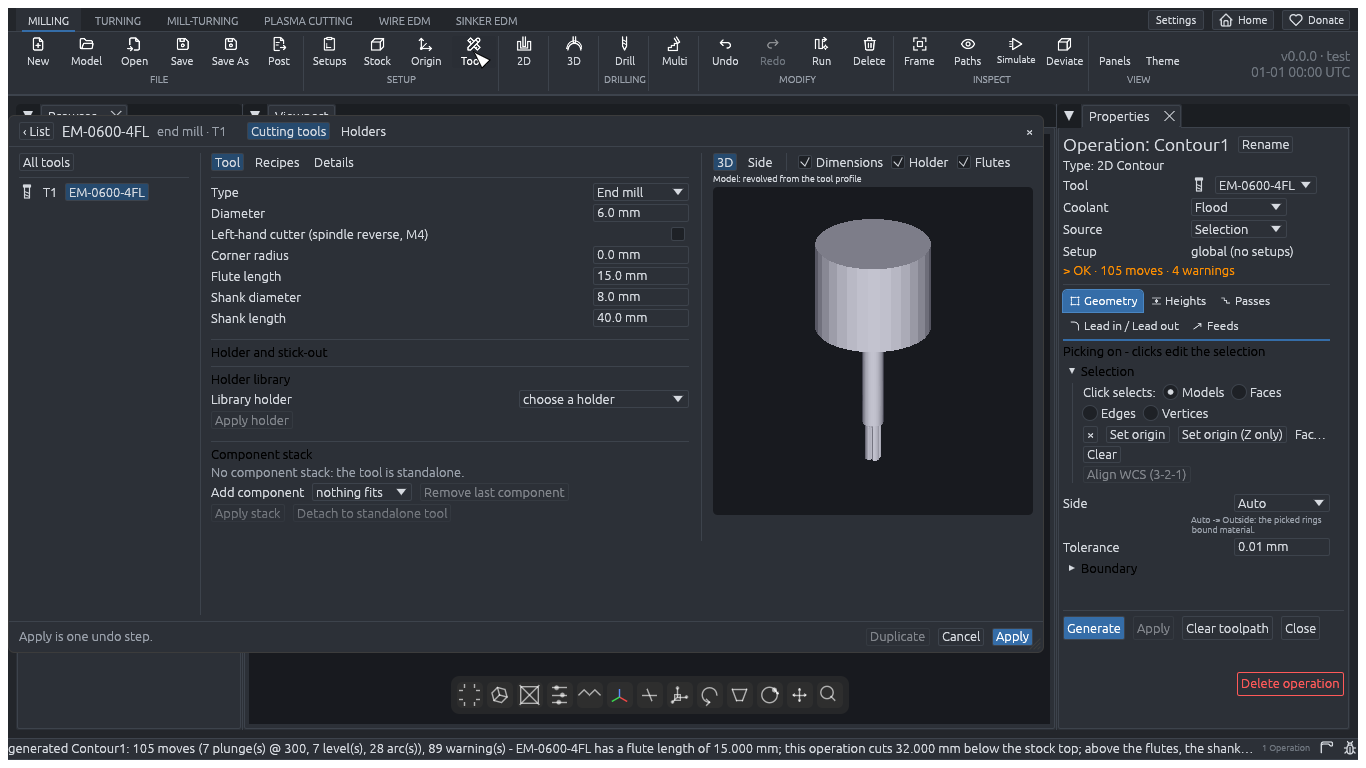 MILLING TURNING MILL-TURNING PLASMA CUTTING WIRE EDM SINKER EDM Settings Home Donate
New Model Open Save Save As Post Setups Stock Origin 2D 3D Drill Multi Undo Redo Run Delete Frame Paths Simulate Deviate Panels Theme
FILE SETUP DRILLING MODIFY INSPECT VIEW
v0.0.0 · test
01-01 00:00 UTC
Properties
‹ List EM-0600-4FL end mill · T1 Cutting tools Holders ×
All tools
T1 EM-0600-4FL
Tool Recipes Details
Type End mill
Diameter 6.0 mm
Left-hand cutter (spindle reverse, M4)
Corner radius 0.0 mm
Flute length 15.0 mm
Shank diameter 8.0 mm
Shank length 40.0 mm
Holder and stick-out
Holder library
Library holder choose a holder
Apply holder
Component stack
No component stack: the tool is standalone.
Add component nothing fits Remove last component
Apply stack Detach to standalone tool
3D Side Dimensions Holder Flutes
Model: revolved from the tool profile
Apply is one undo step. Duplicate Cancel Apply
Operation: Contour1 Rename
Type: 2D Contour
Tool EM-0600-4FL
Coolant Flood
Source Selection
Setup global (no setups)
> OK · 105 moves · 4 warnings
Geometry Heights Passes
Lead in / Lead out Feeds
Picking on - clicks edit the selection
Selection
Click selects: Models Faces
Edges Vertices
× Set origin Set origin (Z only) Fac...
Clear
Align WCS (3-2-1)
Side Auto
Auto -> Outside: the picked rings
bound material.
Tolerance 0.01 mm
Boundary
Generate Apply Clear toolpath Close
Delete operation
generated Contour1: 105 moves (7 plunge(s) @ 300, 7 level(s), 28 arc(s)), 89 warning(s) - EM-0600-4FL has a flute length of 15.000 mm; this operation cuts 32.000 mm below the stock top; above the flutes, the shank... 1 Operation